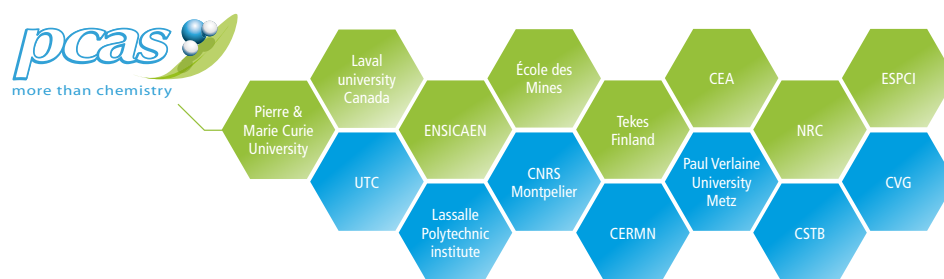 pcas
more than chemistry
Pierre &
Marie Curie
University
Laval
university
Canada
ENSICAEN
École des
Mines
Tekes
Finland
CEA
NRC
ESPCI
UTC
Lassalle
Polytechnic
institute
CNRS
Montpelier
CERMN
Paul Verlaine
University
Metz
CSTB
CVG